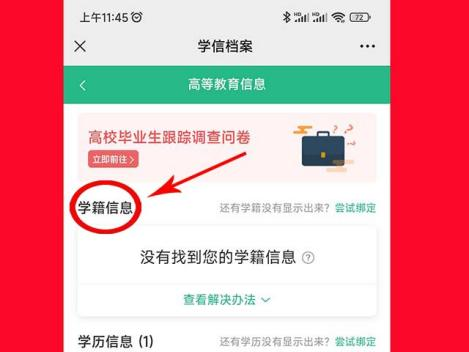 上午11:45
72
学信档案
高等教育信息
高校毕业生跟踪调查问卷
立即前往>
学籍信息 还有学籍没有显示出来？尝试绑定
没有找到您的学籍信息 ?
查看解决办法
学历信息 (1) 还有学历没有显示出来？尝试绑定